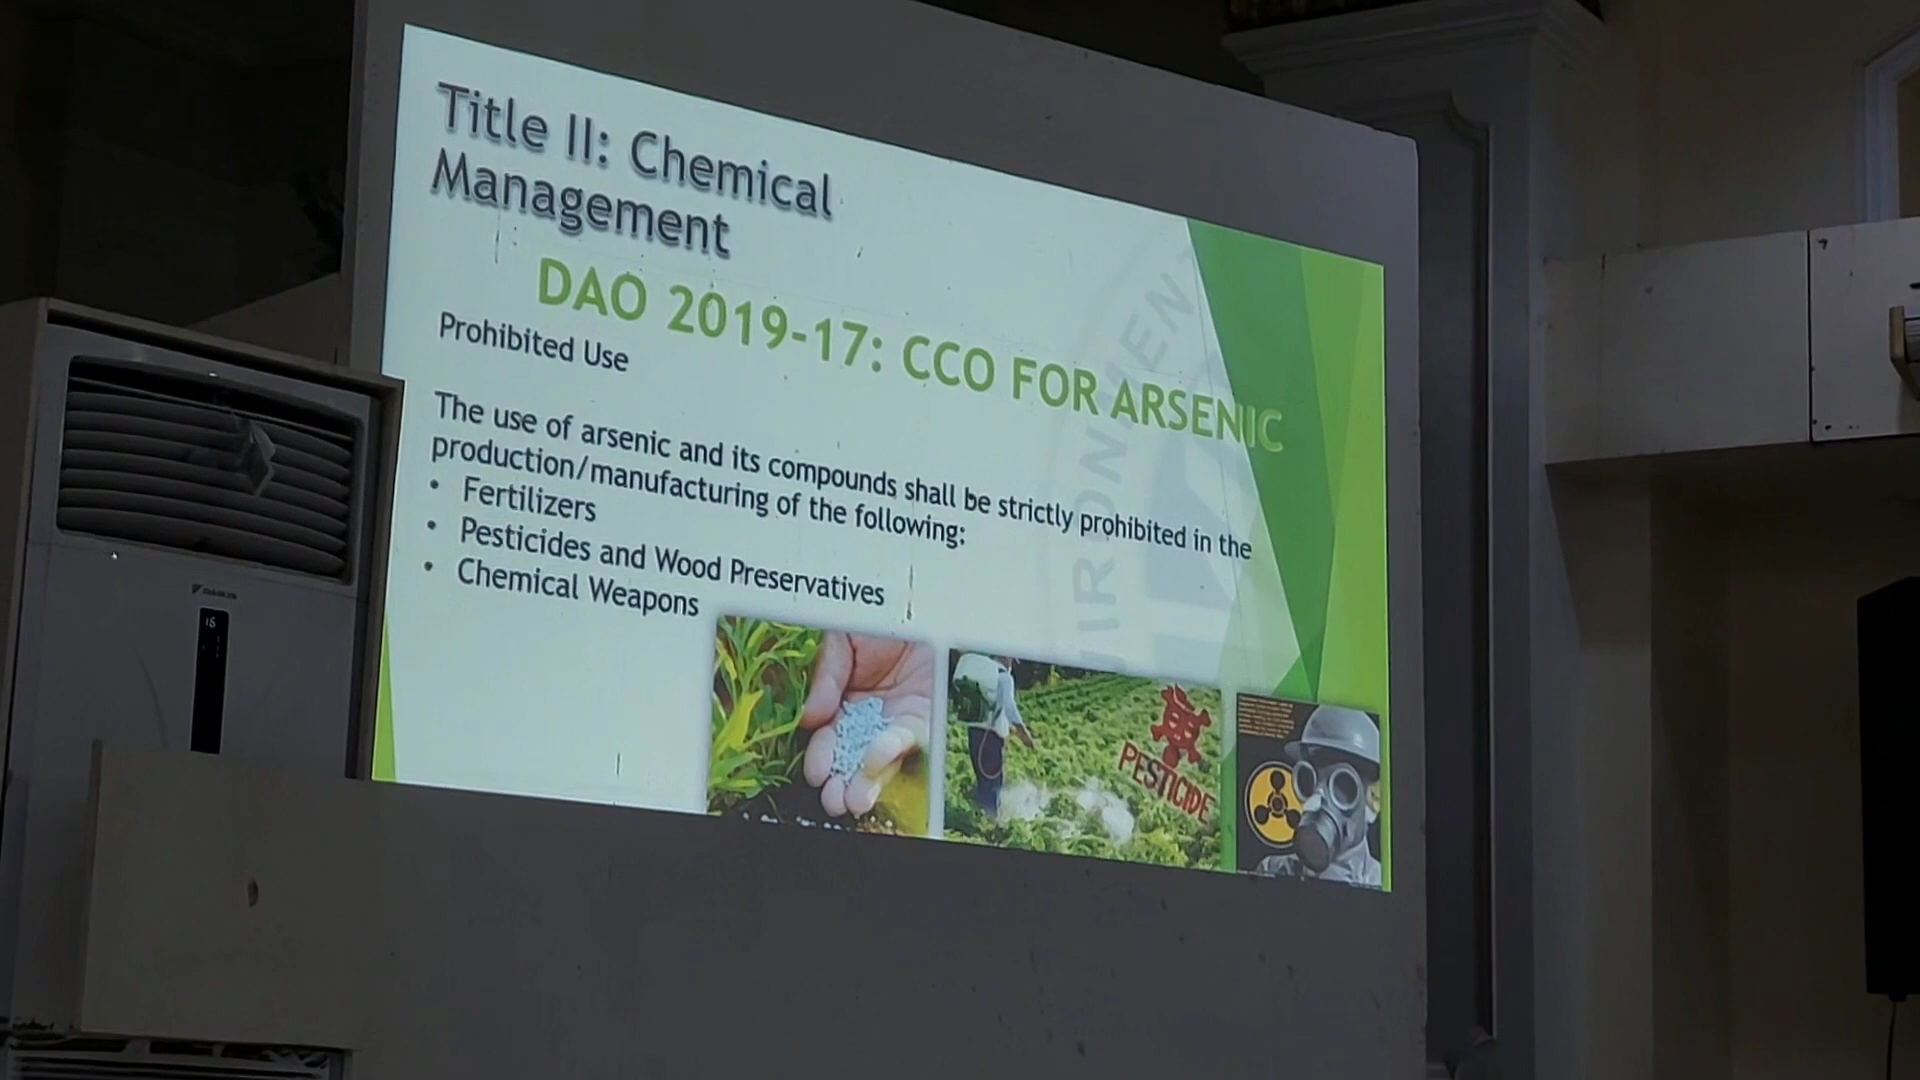 Title II: Chemical
Management
DAO 2019-17: CCO FOR ARSENIC
Prohibited Use
The use of arsenic and its compounds shall be strictly prohibited in the
production/manufacturing of the following:
• Fertilizers
• Pesticides and Wood Preservatives
• Chemical Weapons
PESTICIDE
DAIKIN
16